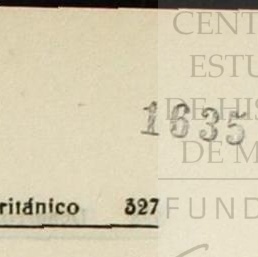 CENT
ESTU
DE HIS
DE M
FUND
1635
ritánico 327